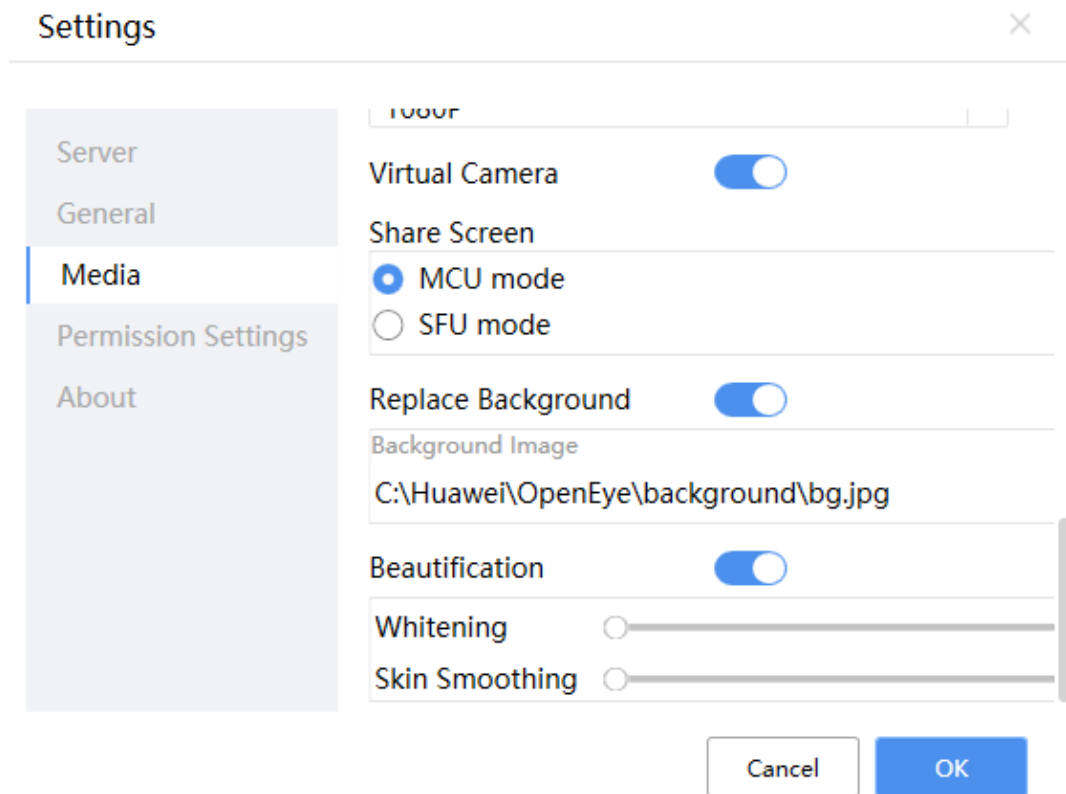 Settings
Server
General
Media
Permission Settings
About
1080P
Virtual Camera
Share Screen
MCU mode
SFU mode
Replace Background
Background Image
C:\Huawei\OpenEye\background\bg.jpg
Beautification
Whitening
Skin Smoothing
Cancel
OK